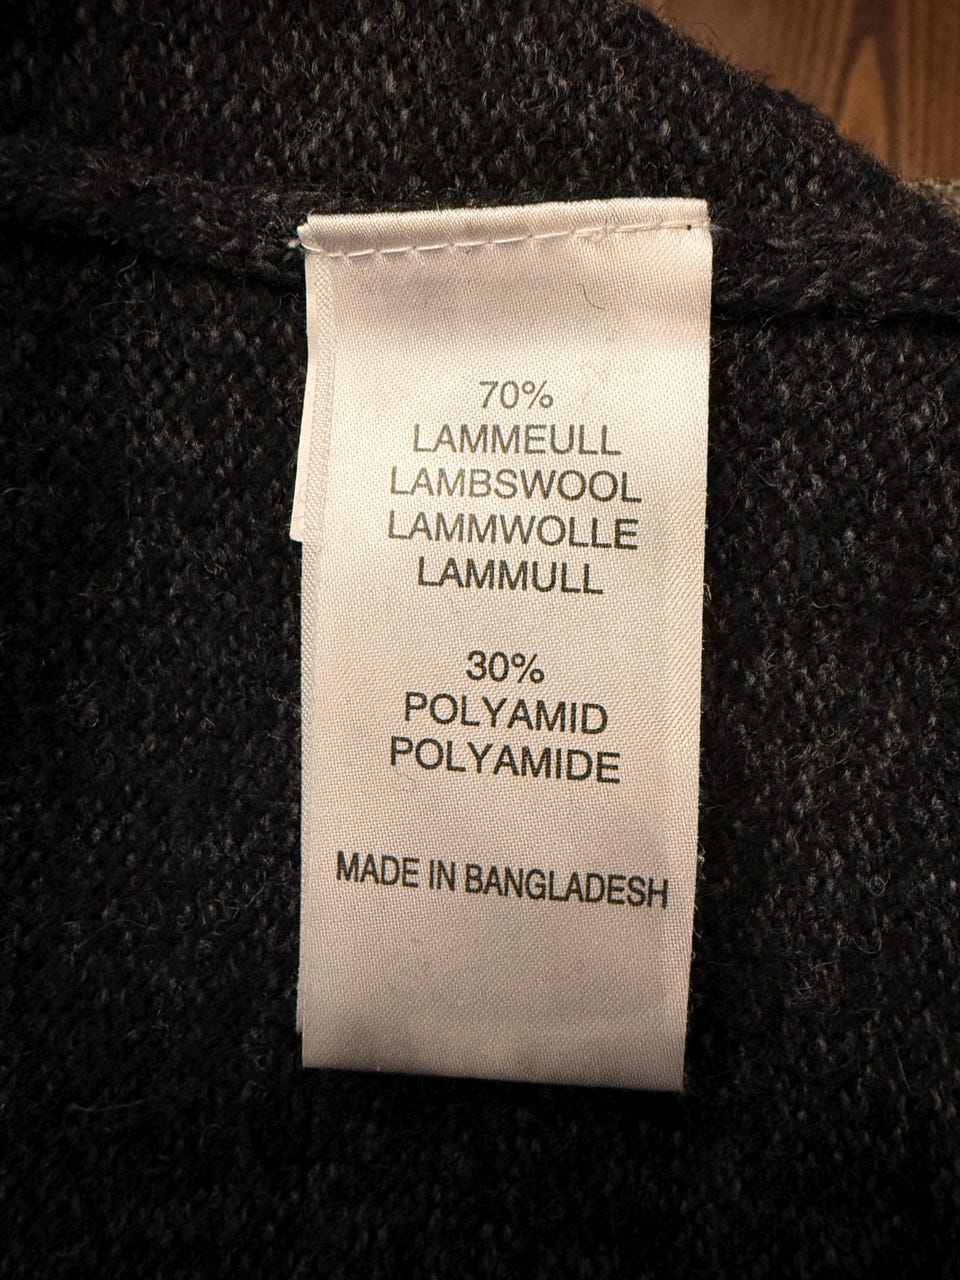 70%
LAMMEULL
LAMBSWOOL
LAMMWOLLE
LAMMULL
30%
POLYAMID
POLYAMIDE
MADE IN BANGLADESH